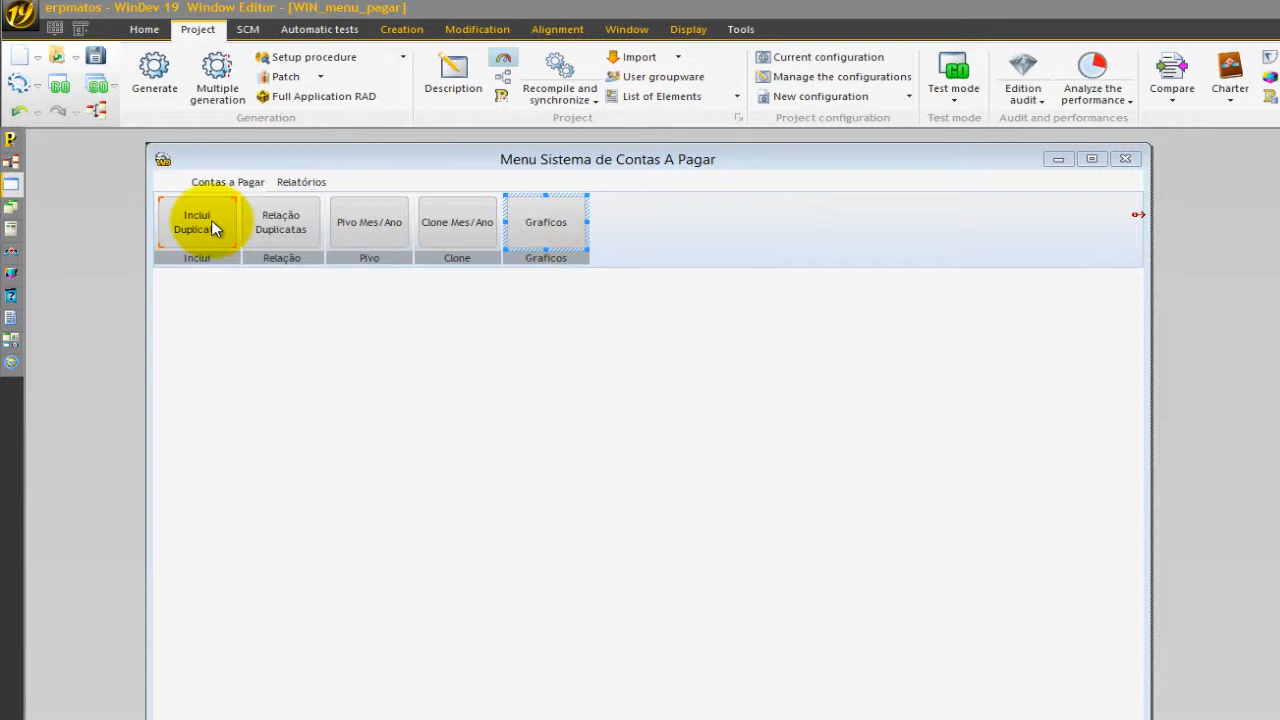 erpmatos - WinDev 19 Window Editor - [WIN_menu_pagar]
Home Project SCM Automatic tests Creation Modification Alignment Window Display Tools
Generate
Multiple generation
Setup procedure
Patch
Full Application RAD
Generation
Description
Recompile and synchronize
Import
User groupware
List of Elements
Project
Current configuration
Manage the configurations
New configuration
Project configuration
GO
Test mode
Test mode
Edition audit
Analyze the performance
Audit and performances
Compare
Charter
Menu Sistema de Contas A Pagar
Contas a Pagar Relatórios
Inclui
Relação Duplicatas
Pivo Mes/Ano
Clone Mes/Ano
Graficos
Inclui Relação Pivo Clone Graficos